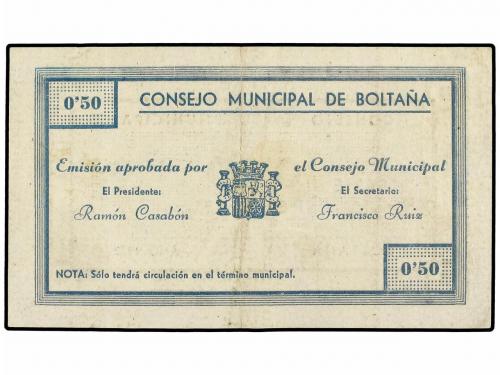 0'50
CONSEJO MUNICIPAL DE BOLTAÑA
Emisión aprobada por el Consejo Municipal
El Presidente: El Secretario:
Ramón Casabón Francisco Ruiz
NOTA: Sólo tendrá circulación en el término municipal.
0'50